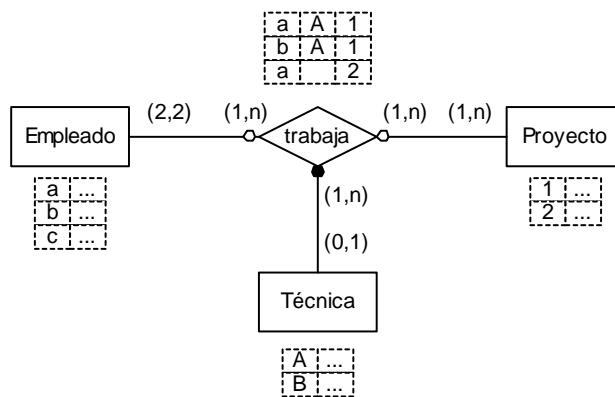 a A 1
b A 1
a 2
(2,2) (1,n) (1,n) (1,n)
Empleado trabaja Proyecto
a ...
b ...
c ...
1 ...
2 ...
(1,n)
(0,1)
Técnica
A ...
B ...